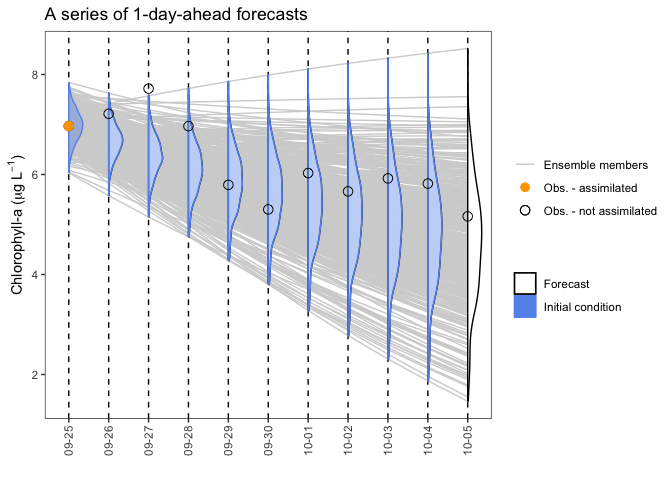 A series of 1-day-ahead forecasts
Chlorophyll-a (μg L⁻¹)
8
6
4
2
09-25
09-26
09-27
09-28
09-29
09-30
10-01
10-02
10-03
10-04
10-05
Ensemble members
Obs. - assimilated
Obs. - not assimilated
Forecast
Initial condition